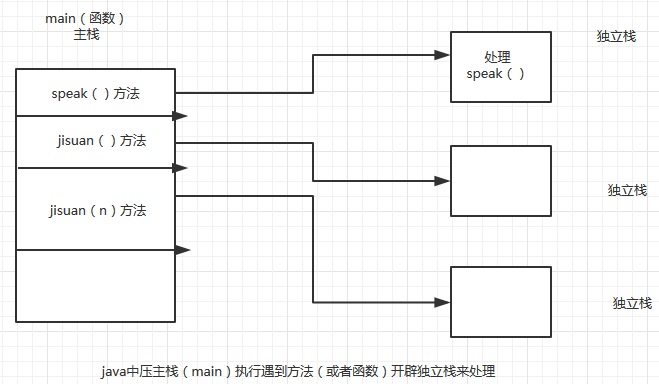 main（函数）
主栈
speak（ ）方法
jisuan（ ）方法
jisuan（n）方法
处理
speak（ ）
独立栈
独立栈
独立栈
java中压主栈（main）执行遇到方法（或者函数）开辟独立栈来处理